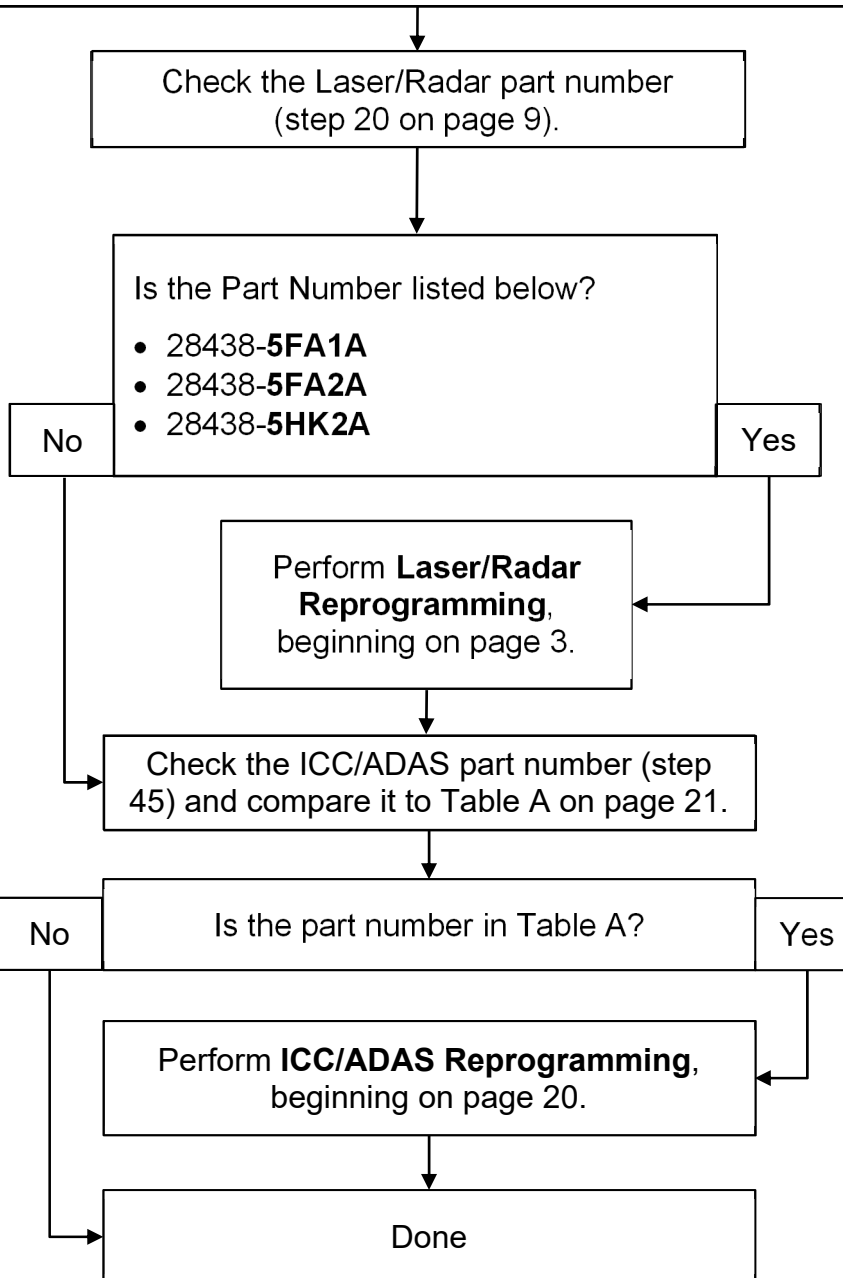 Check the Laser/Radar part number
(step 20 on page 9).
Is the Part Number listed below?
• 28438-5FA1A
• 28438-5FA2A
• 28438-5HK2A
No
Yes
Perform Laser/Radar
Reprogramming,
beginning on page 3.
Check the ICC/ADAS part number (step
45) and compare it to Table A on page 21.
No
Is the part number in Table A?
Yes
Perform ICC/ADAS Reprogramming,
beginning on page 20.
Done